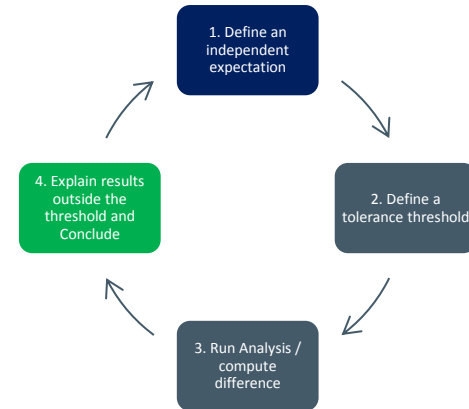 1. Define an
independent
expectation
2. Define a
tolerance threshold
3. Run Analysis /
compute
difference
4. Explain results
outside the
threshold and
Conclude